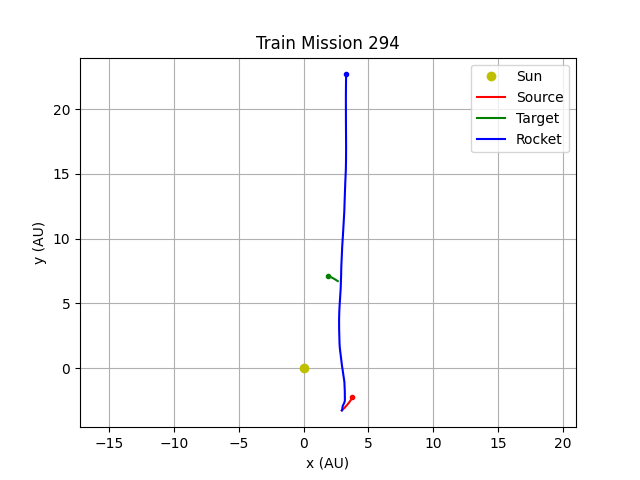 Train Mission 294
Sun
Source
Target
Rocket
20
15
10
5
0
−15
−10
−5
0
5
10
15
20
y (AU)
x (AU)